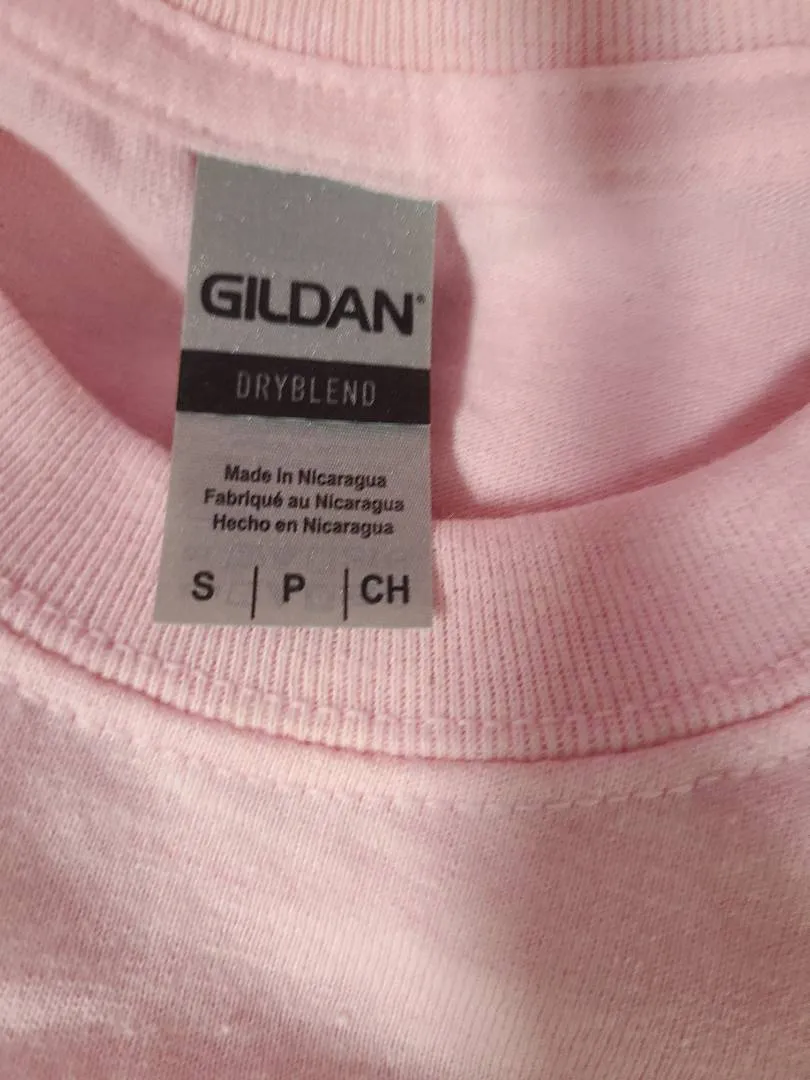 GILDAN®
DRYBLEND
Made in Nicaragua
Fabriqué au Nicaragua
Hecho en Nicaragua
S | P | CH